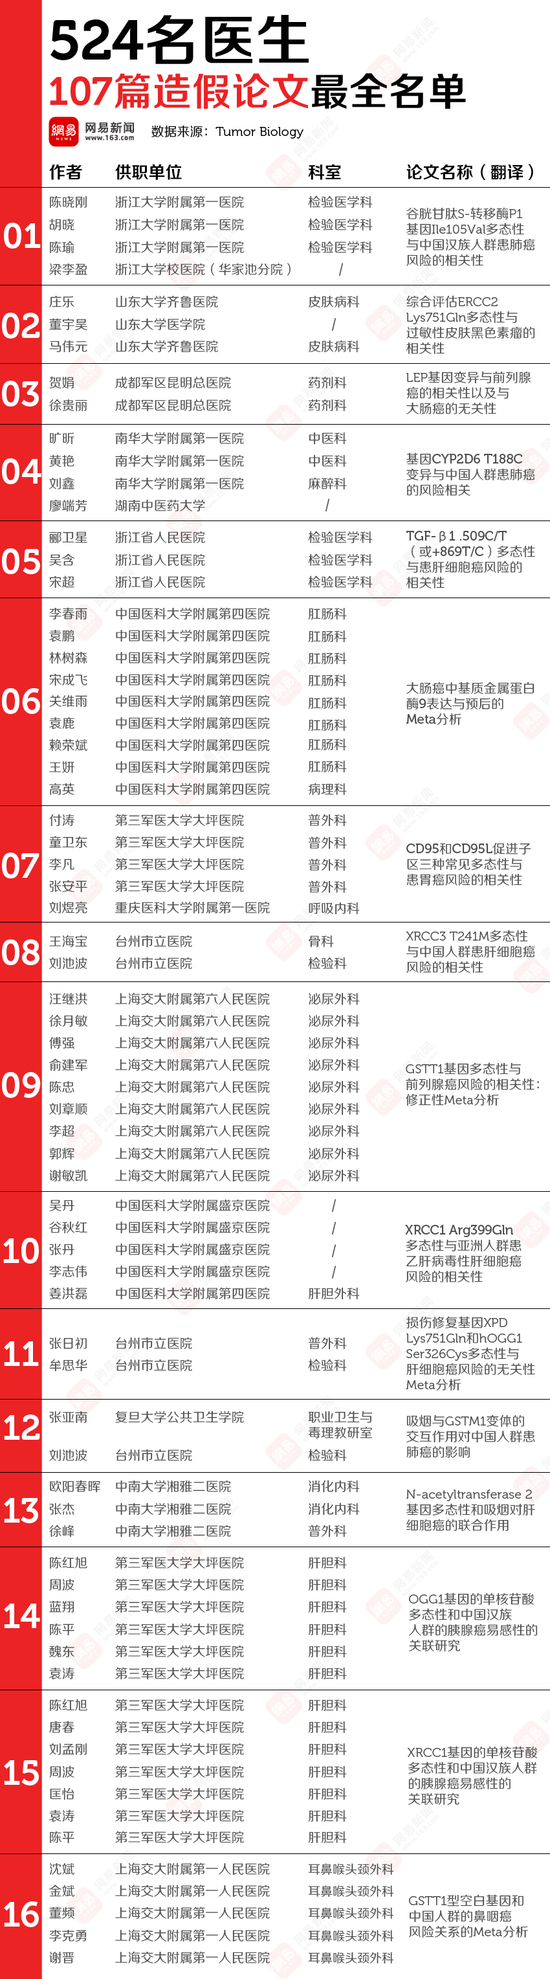 524名医生
107篇造假论文最全名单
網易 NEWS 网易新闻 www.163.com 数据来源：Tumor Biology
作者 供职单位 科室 论文名称（翻译）
01
陈晓刚 浙江大学附属第一医院 检验医学科
胡晓 浙江大学附属第一医院 检验医学科
陈瑜 浙江大学附属第一医院 检验医学科
梁李盈 浙江大学校医院（华家池分院） /
谷胱甘肽S-转移酶P1
基因Ile105Val多态性
与中国汉族人群患肺癌
风险的相关性
02
庄乐 山东大学齐鲁医院 皮肤病科
董宇昊 山东大学医学院 /
马伟元 山东大学齐鲁医院 皮肤病科
综合评估ERCC2
Lys751Gln多态性与
过敏性皮肤黑色素瘤的
相关性
03
贺娟 成都军区昆明总医院 药剂科
徐贵丽 成都军区昆明总医院 药剂科
LEP基因变异与前列腺
癌的相关性以及与
大肠癌的无关性
04
旷昕 南华大学附属第一医院 中医科
黄艳 南华大学附属第一医院 中医科
刘鑫 南华大学附属第一医院 麻醉科
廖端芳 湖南中医药大学 /
基因CYP2D6 T188C
变异与中国人群患肺癌
的风险相关
05
郦卫星 浙江省人民医院 检验医学科
吴含 浙江省人民医院 检验医学科
宋超 浙江省人民医院 检验医学科
TGF-β1 .509C/T
（或+869T/C）多态性
与患肝细胞癌风险的
相关性
06
李春雨 中国医科大学附属第四医院 肛肠科
袁鹏 中国医科大学附属第四医院 肛肠科
林树森 中国医科大学附属第四医院 肛肠科
宋成飞 中国医科大学附属第四医院 肛肠科
关维雨 中国医科大学附属第四医院 肛肠科
袁鹿 中国医科大学附属第四医院 肛肠科
赖荣斌 中国医科大学附属第四医院 肛肠科
王妍 中国医科大学附属第四医院 肛肠科
高英 中国医科大学附属第四医院 病理科
大肠癌中基质金属蛋白
酶9表达与预后的
Meta分析
07
付涛 第三军医大学大坪医院 普外科
童卫东 第三军医大学大坪医院 普外科
李凡 第三军医大学大坪医院 普外科
张安平 第三军医大学大坪医院 普外科
刘煜亮 重庆医科大学附属第一医院 呼吸内科
CD95和CD95L促进子
区三种常见多态性与
患胃癌风险的相关性
08
王海宝 台州市立医院 骨科
刘池波 台州市立医院 检验科
XRCC3 T241M多态性
与中国人群患肝细胞癌
风险的相关性
09
汪继洪 上海交大附属第六人民医院 泌尿外科
徐月敏 上海交大附属第六人民医院 泌尿外科
傅强 上海交大附属第六人民医院 泌尿外科
俞建军 上海交大附属第六人民医院 泌尿外科
陈忠 上海交大附属第六人民医院 泌尿外科
刘章顺 上海交大附属第六人民医院 泌尿外科
李超 上海交大附属第六人民医院 泌尿外科
郭辉 上海交大附属第六人民医院 泌尿外科
谢敏凯 上海交大附属第六人民医院 泌尿外科
GSTT1基因多态性与
前列腺癌风险的相关性：
修正性Meta分析
10
吴丹 中国医科大学附属盛京医院 /
谷秋红 中国医科大学附属盛京医院 /
张丹 中国医科大学附属盛京医院 /
李志伟 中国医科大学附属盛京医院 /
姜洪磊 中国医科大学附属第四医院 肝胆外科
XRCC1 Arg399Gln
多态性与亚洲人群患
乙肝病毒性肝细胞癌
风险的相关性
11
张日初 台州市立医院 普外科
牟思华 台州市立医院 检验科
损伤修复基因XPD
Lys751Gln和hOGG1
Ser326Cys多态性与
肝细胞癌风险的无关性
Meta分析
12
张亚南 复旦大学公共卫生学院 职业卫生与
毒理教研室
刘池波 台州市立医院 检验科
吸烟与GSTM1变体的
交互作用对中国人群患
肺癌的影响
13
欧阳春晖 中南大学湘雅二医院 消化内科
张杰 中南大学湘雅二医院 消化内科
徐峰 中南大学湘雅二医院 普外科
N-acetyltransferase 2
基因多态性和吸烟对肝
细胞癌的联合作用
14
陈红旭 第三军医大学大坪医院 肝胆科
周波 第三军医大学大坪医院 肝胆科
蓝翔 第三军医大学大坪医院 肝胆科
陈平 第三军医大学大坪医院 肝胆科
魏东 第三军医大学大坪医院 肝胆科
袁涛 第三军医大学大坪医院 肝胆科
OGG1基因的单核苷酸
多态性和中国汉族
人群的胰腺癌易感性的
关联研究
15
陈红旭 第三军医大学大坪医院 肝胆科
唐春 第三军医大学大坪医院 肝胆科
刘孟刚 第三军医大学大坪医院 肝胆科
周波 第三军医大学大坪医院 肝胆科
匡怡 第三军医大学大坪医院 肝胆科
袁涛 第三军医大学大坪医院 肝胆科
陈平 第三军医大学大坪医院 肝胆科
XRCC1基因的单核苷酸
多态性和中国汉族人群
的胰腺癌易感性的
关联研究
16
沈斌 上海交大附属第一人民医院 耳鼻喉头颈外科
金斌 上海交大附属第一人民医院 耳鼻喉头颈外科
董频 上海交大附属第一人民医院 耳鼻喉头颈外科
李克勇 上海交大附属第一人民医院 耳鼻喉头颈外科
谢晋 上海交大附属第一人民医院 耳鼻喉头颈外科
GSTT1型空白基因和
中国人群的鼻咽癌
风险关系的Meta分析